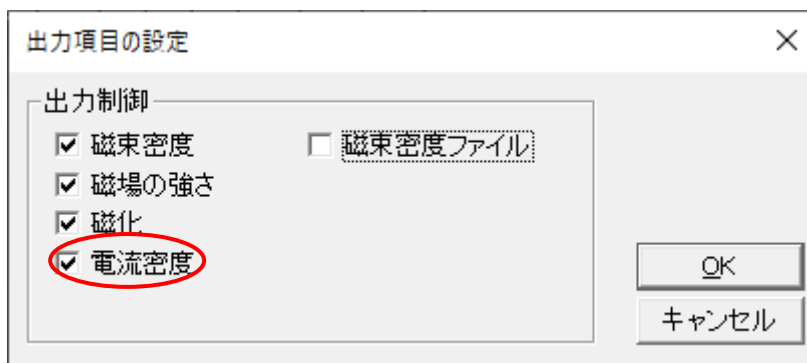 出力項目の設定
出力制御
磁束密度
磁束密度ファイル
磁場の強さ
磁化
電流密度
OK
キャンセル